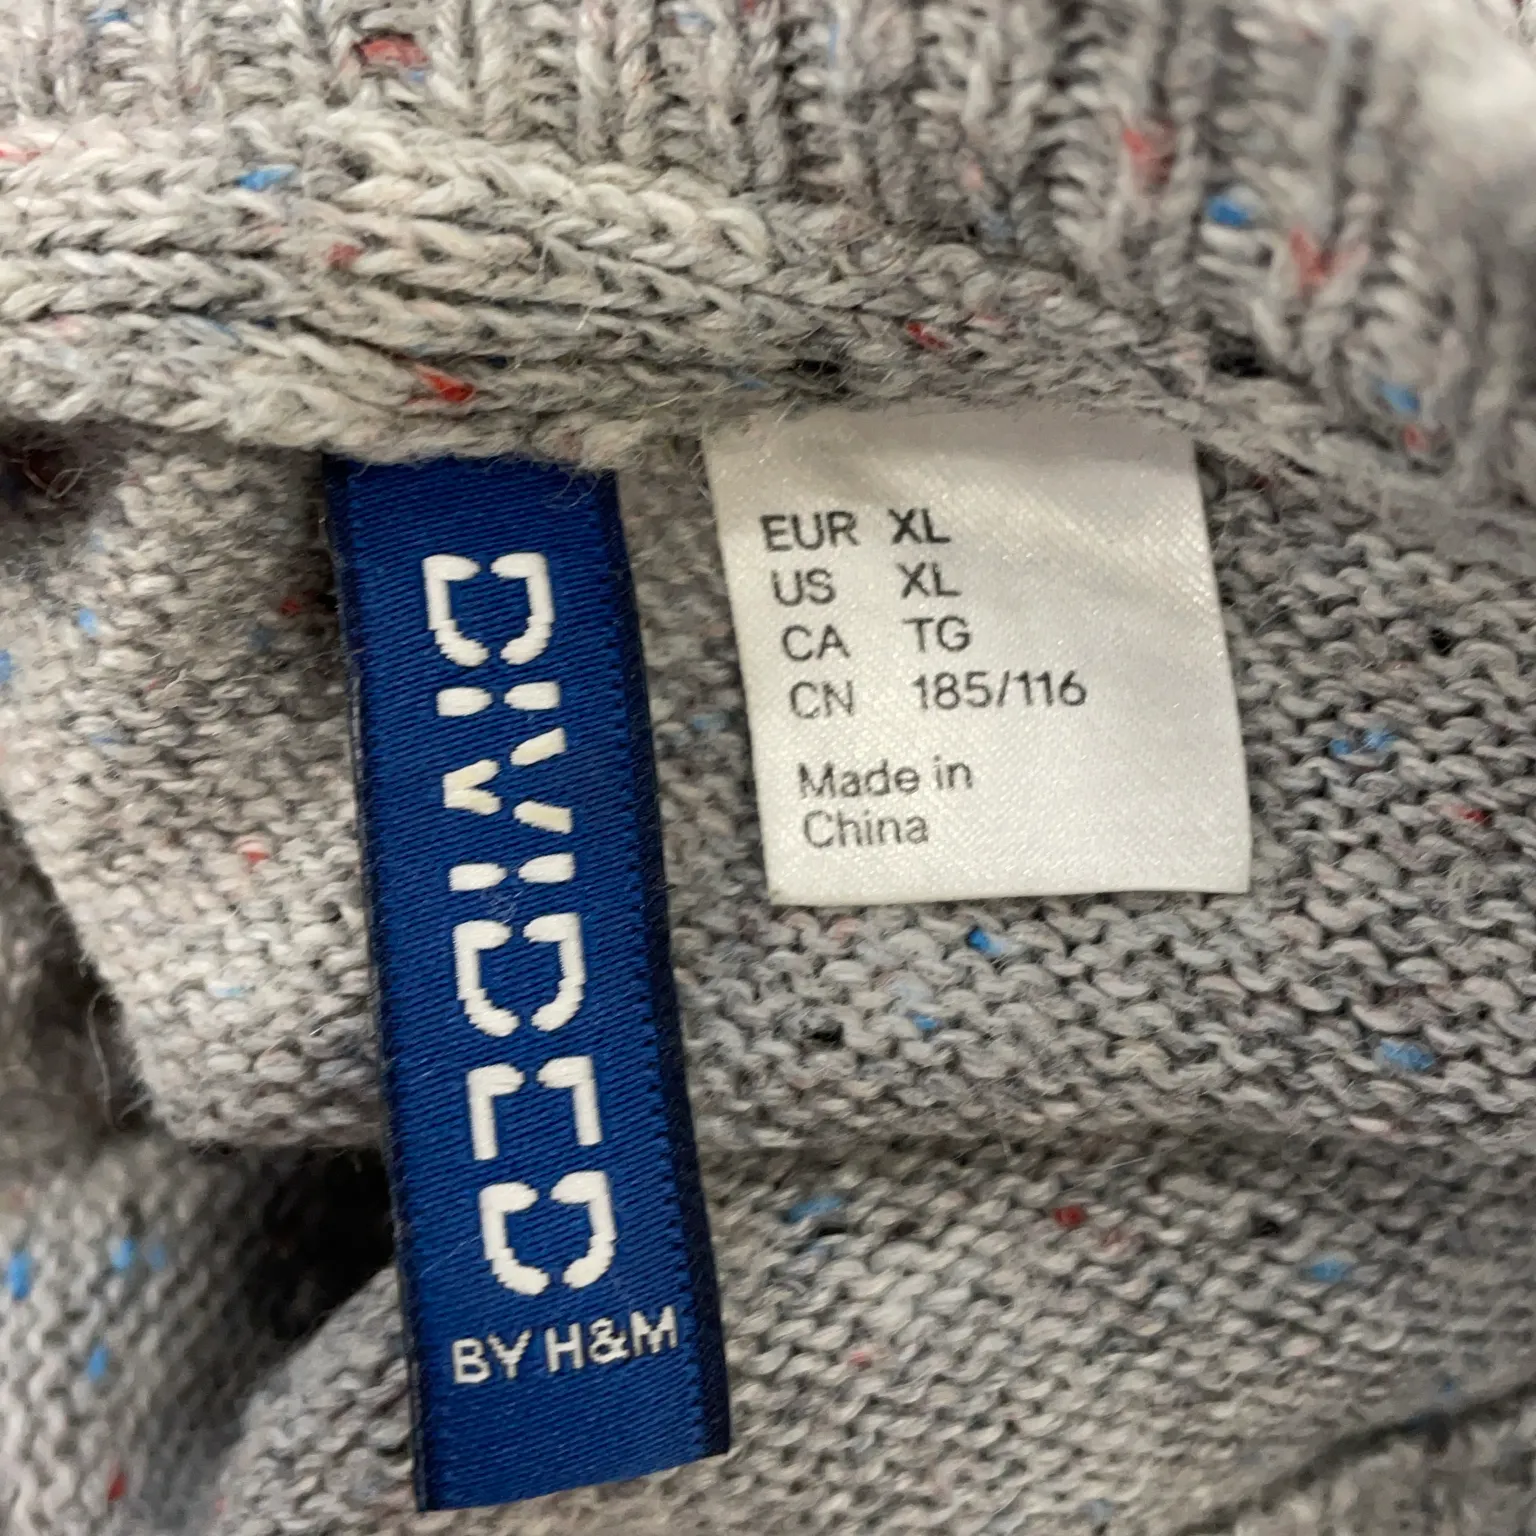 DIVIDED
BY H&M
EUR XL
US XL
CA TG
CN 185/116
Made in
China